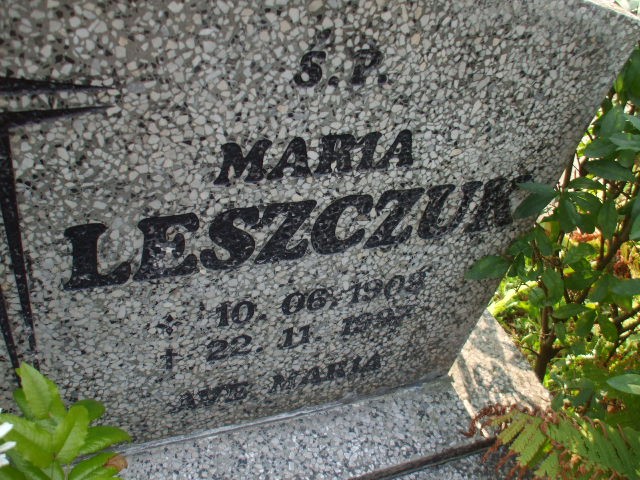 Ś.P.
MARIA
LESZCZUK
10. 06.
22. 11.
AVE MARIA